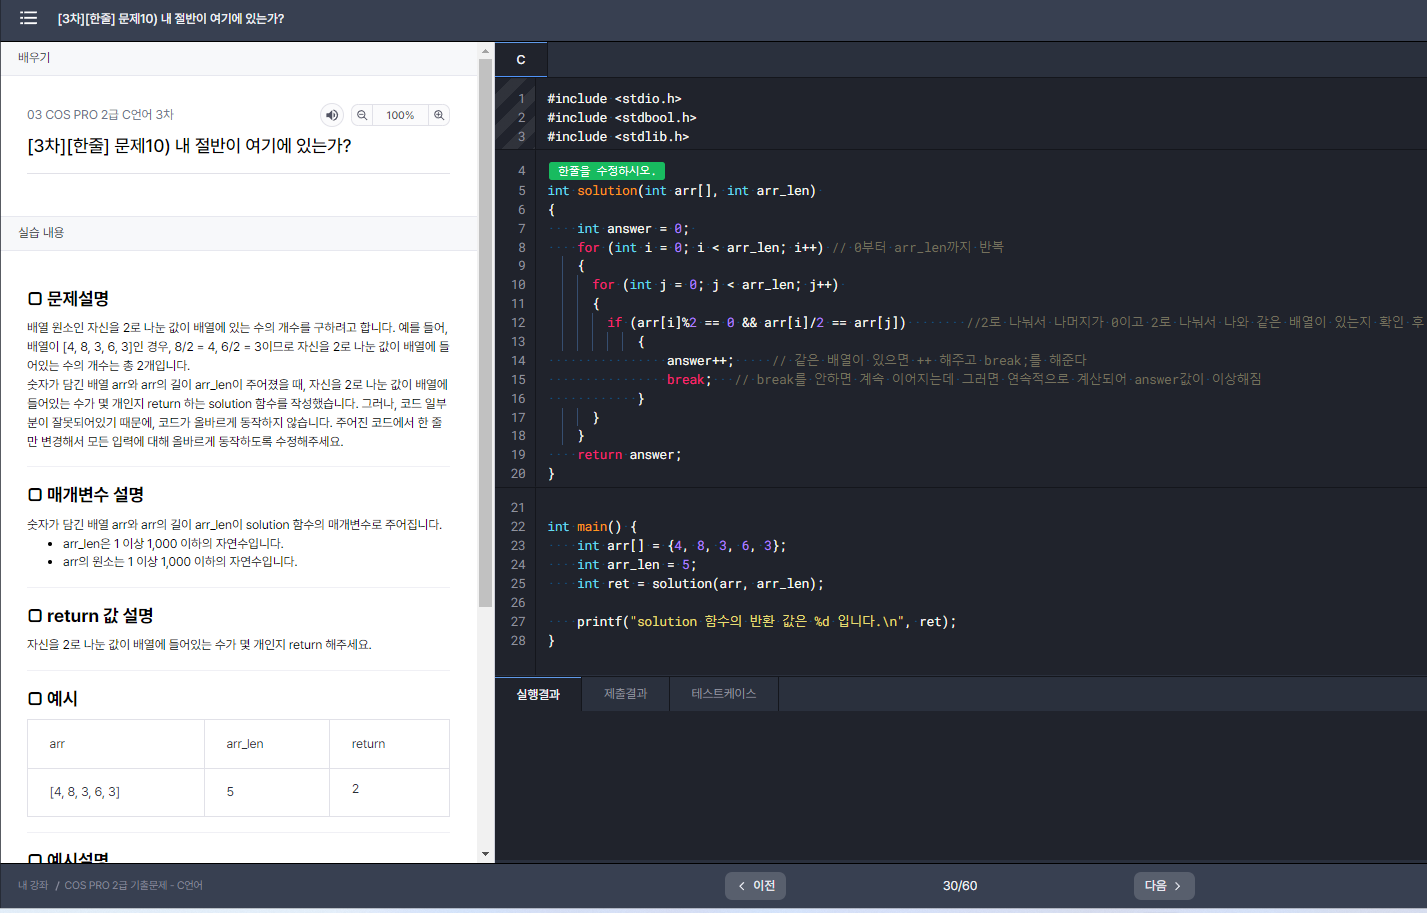 [3차][한줄] 문제10) 내 절반이 여기에 있는가?
배우기
03 COS PRO 2급 C언어 3차
100%
[3차][한줄] 문제10) 내 절반이 여기에 있는가?
실습 내용
문제설명
배열 원소인 자신을 2로 나눈 값이 배열에 있는 수의 개수를 구하려고 합니다. 예를 들어,
배열이 [4, 8, 3, 6, 3]인 경우, 8/2 = 4, 6/2 = 3이므로 자신을 2로 나눈 값이 배열에 들
어있는 수의 개수는 총 2개입니다.
숫자가 담긴 배열 arr와 arr의 길이 arr_len이 주어졌을 때, 자신을 2로 나눈 값이 배열에
들어있는 수가 몇 개인지 return 하는 solution 함수를 작성했습니다. 그러나, 코드 일부
분이 잘못되어있기 때문에, 코드가 올바르게 동작하지 않습니다. 주어진 코드에서 한 줄
만 변경해서 모든 입력에 대해 올바르게 동작하도록 수정해주세요.
매개변수 설명
숫자가 담긴 배열 arr와 arr의 길이 arr_len이 solution 함수의 매개변수로 주어집니다.
• arr_len은 1 이상 1,000 이하의 자연수입니다.
• arr의 원소는 1 이상 1,000 이하의 자연수입니다.
return 값 설명
자신을 2로 나눈 값이 배열에 들어있는 수가 몇 개인지 return 해주세요.
예시
arr arr_len return
[4, 8, 3, 6, 3] 5 2
예시설명
C
1 #include <stdio.h>
2 #include <stdbool.h>
3 #include <stdlib.h>
4 한줄을 수정하시오.
5 int solution(int arr[], int arr_len)
6 {
7 int answer = 0;
8 for (int i = 0; i < arr_len; i++) // 0부터 arr_len까지 반복
9 {
10 for (int j = 0; j < arr_len; j++)
11 {
12 if (arr[i]%2 == 0 && arr[i]/2 == arr[j]) //2로 나눠서 나머지가 0이고 2로 나눠서 나와 같은 배열이 있는지 확인 후
13 {
14 answer++; // 같은 배열이 있으면 ++ 해주고 break;를 해준다
15 break; // break를 안하면 계속 이어지는데 그러면 연속적으로 계산되어 answer값이 이상해짐
16 }
17 }
18 }
19 return answer;
20 }
21
22 int main() {
23 int arr[] = {4, 8, 3, 6, 3};
24 int arr_len = 5;
25 int ret = solution(arr, arr_len);
26
27 printf("solution 함수의 반환 값은 %d 입니다.\n", ret);
28 }
실행결과 제출결과 테스트케이스
내 강좌 / COS PRO 2급 기출문제 - C언어
< 이전
30/60
다음 >